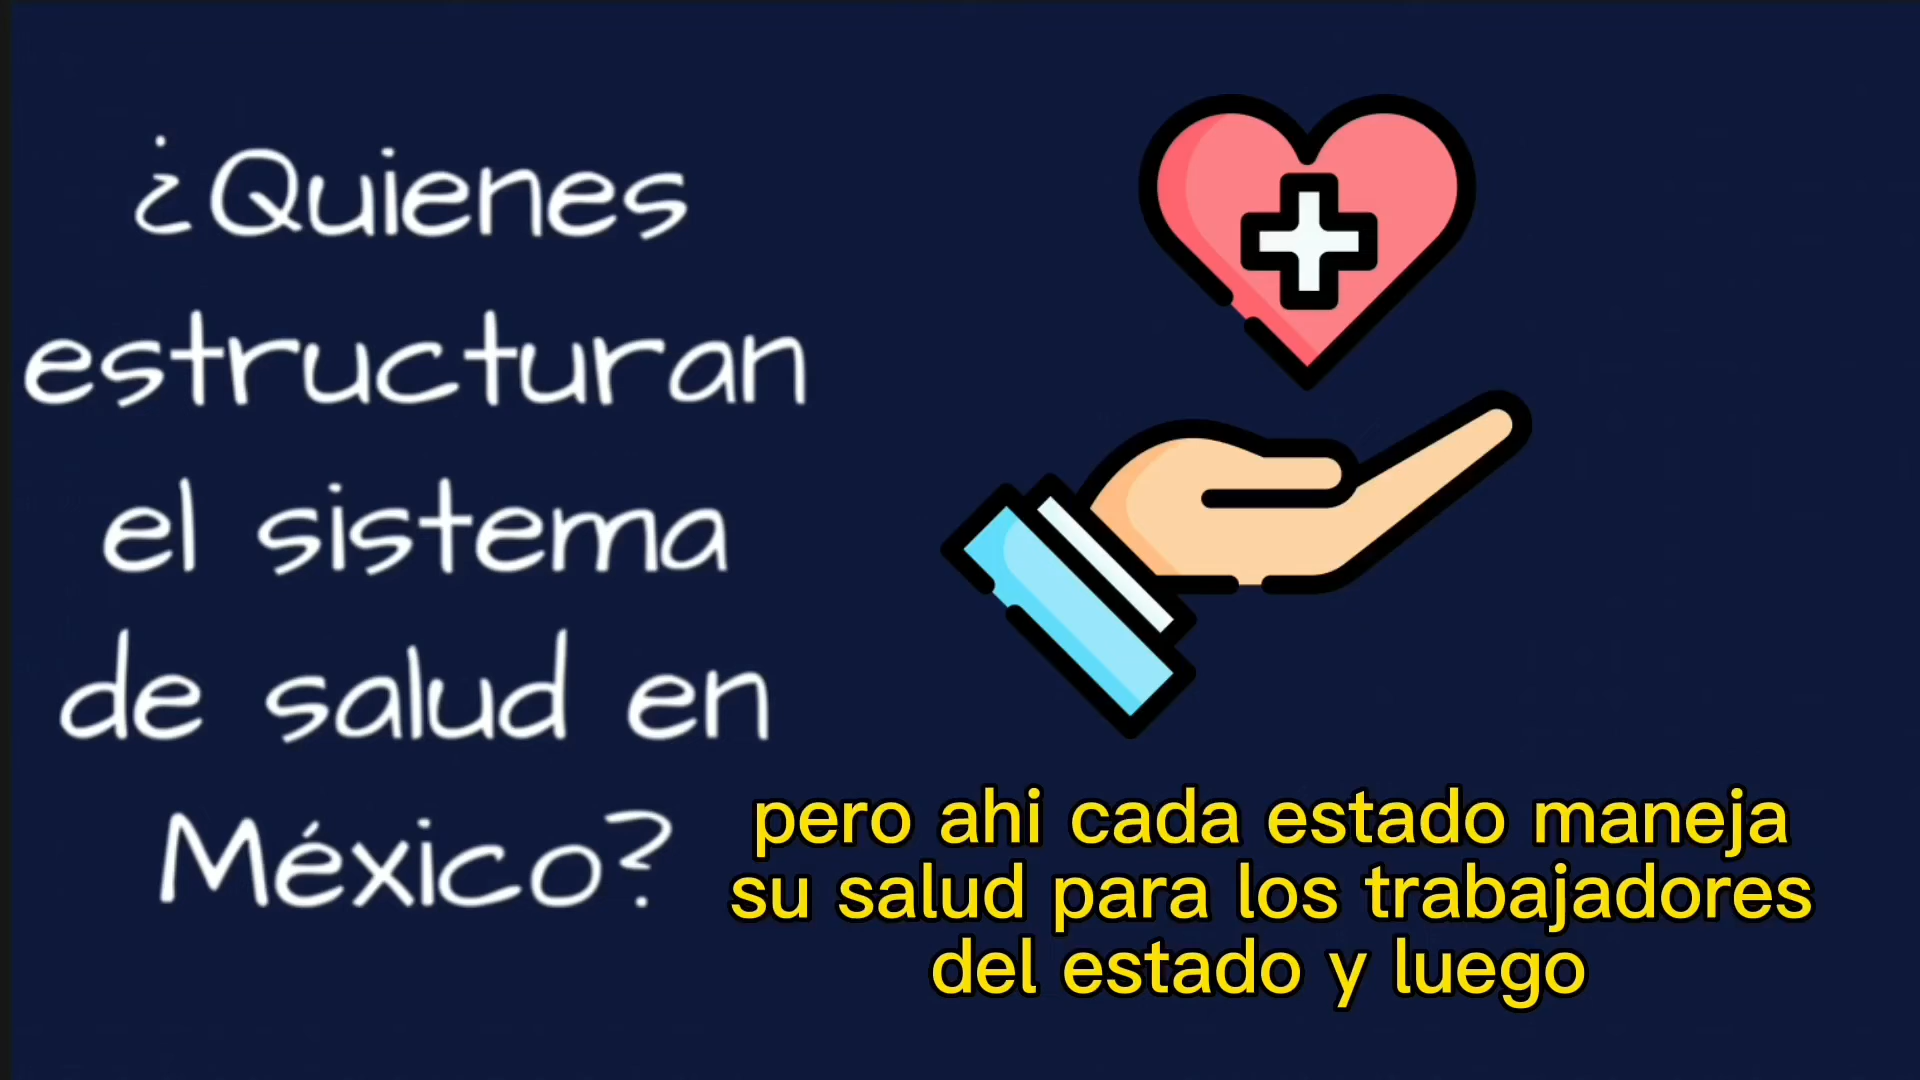 ¿Quienes
estructuran
el sistema
de salud en
México?
pero ahi cada estado maneja
su salud para los trabajadores
del estado y luego